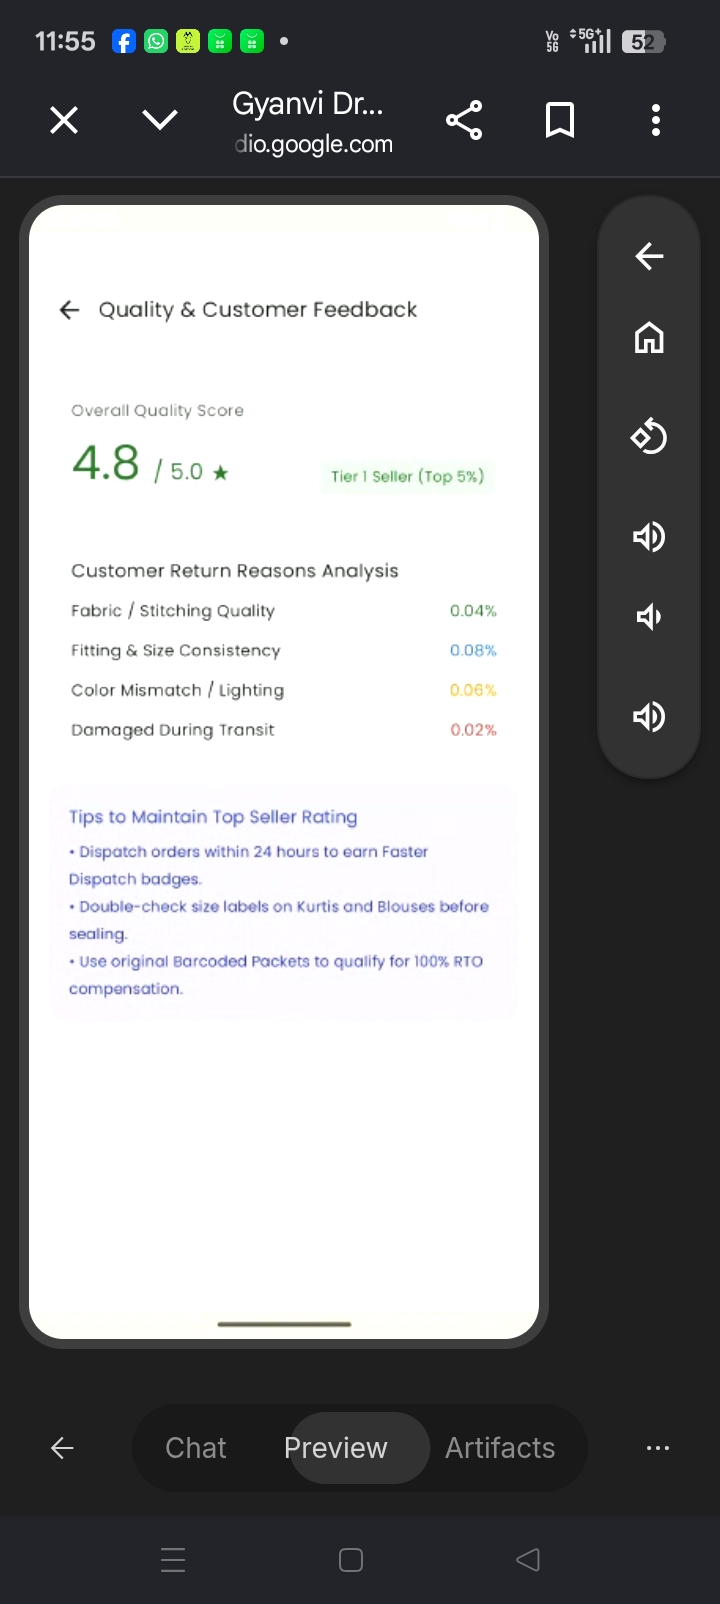 11:55
Vo
5G
5G+
52
Gyanvi Dr...
dio.google.com
Quality & Customer Feedback
Overall Quality Score
4.8 / 5.0 ★
Tier 1 Seller (Top 5%)
Customer Return Reasons Analysis
Fabric / Stitching Quality 0.04%
Fitting & Size Consistency 0.08%
Color Mismatch / Lighting 0.06%
Damaged During Transit 0.02%
Tips to Maintain Top Seller Rating
• Dispatch orders within 24 hours to earn Faster
Dispatch badges.
• Double-check size labels on Kurtis and Blouses before
sealing.
• Use original Barcoded Packets to qualify for 100% RTO
compensation.
Chat Preview Artifacts